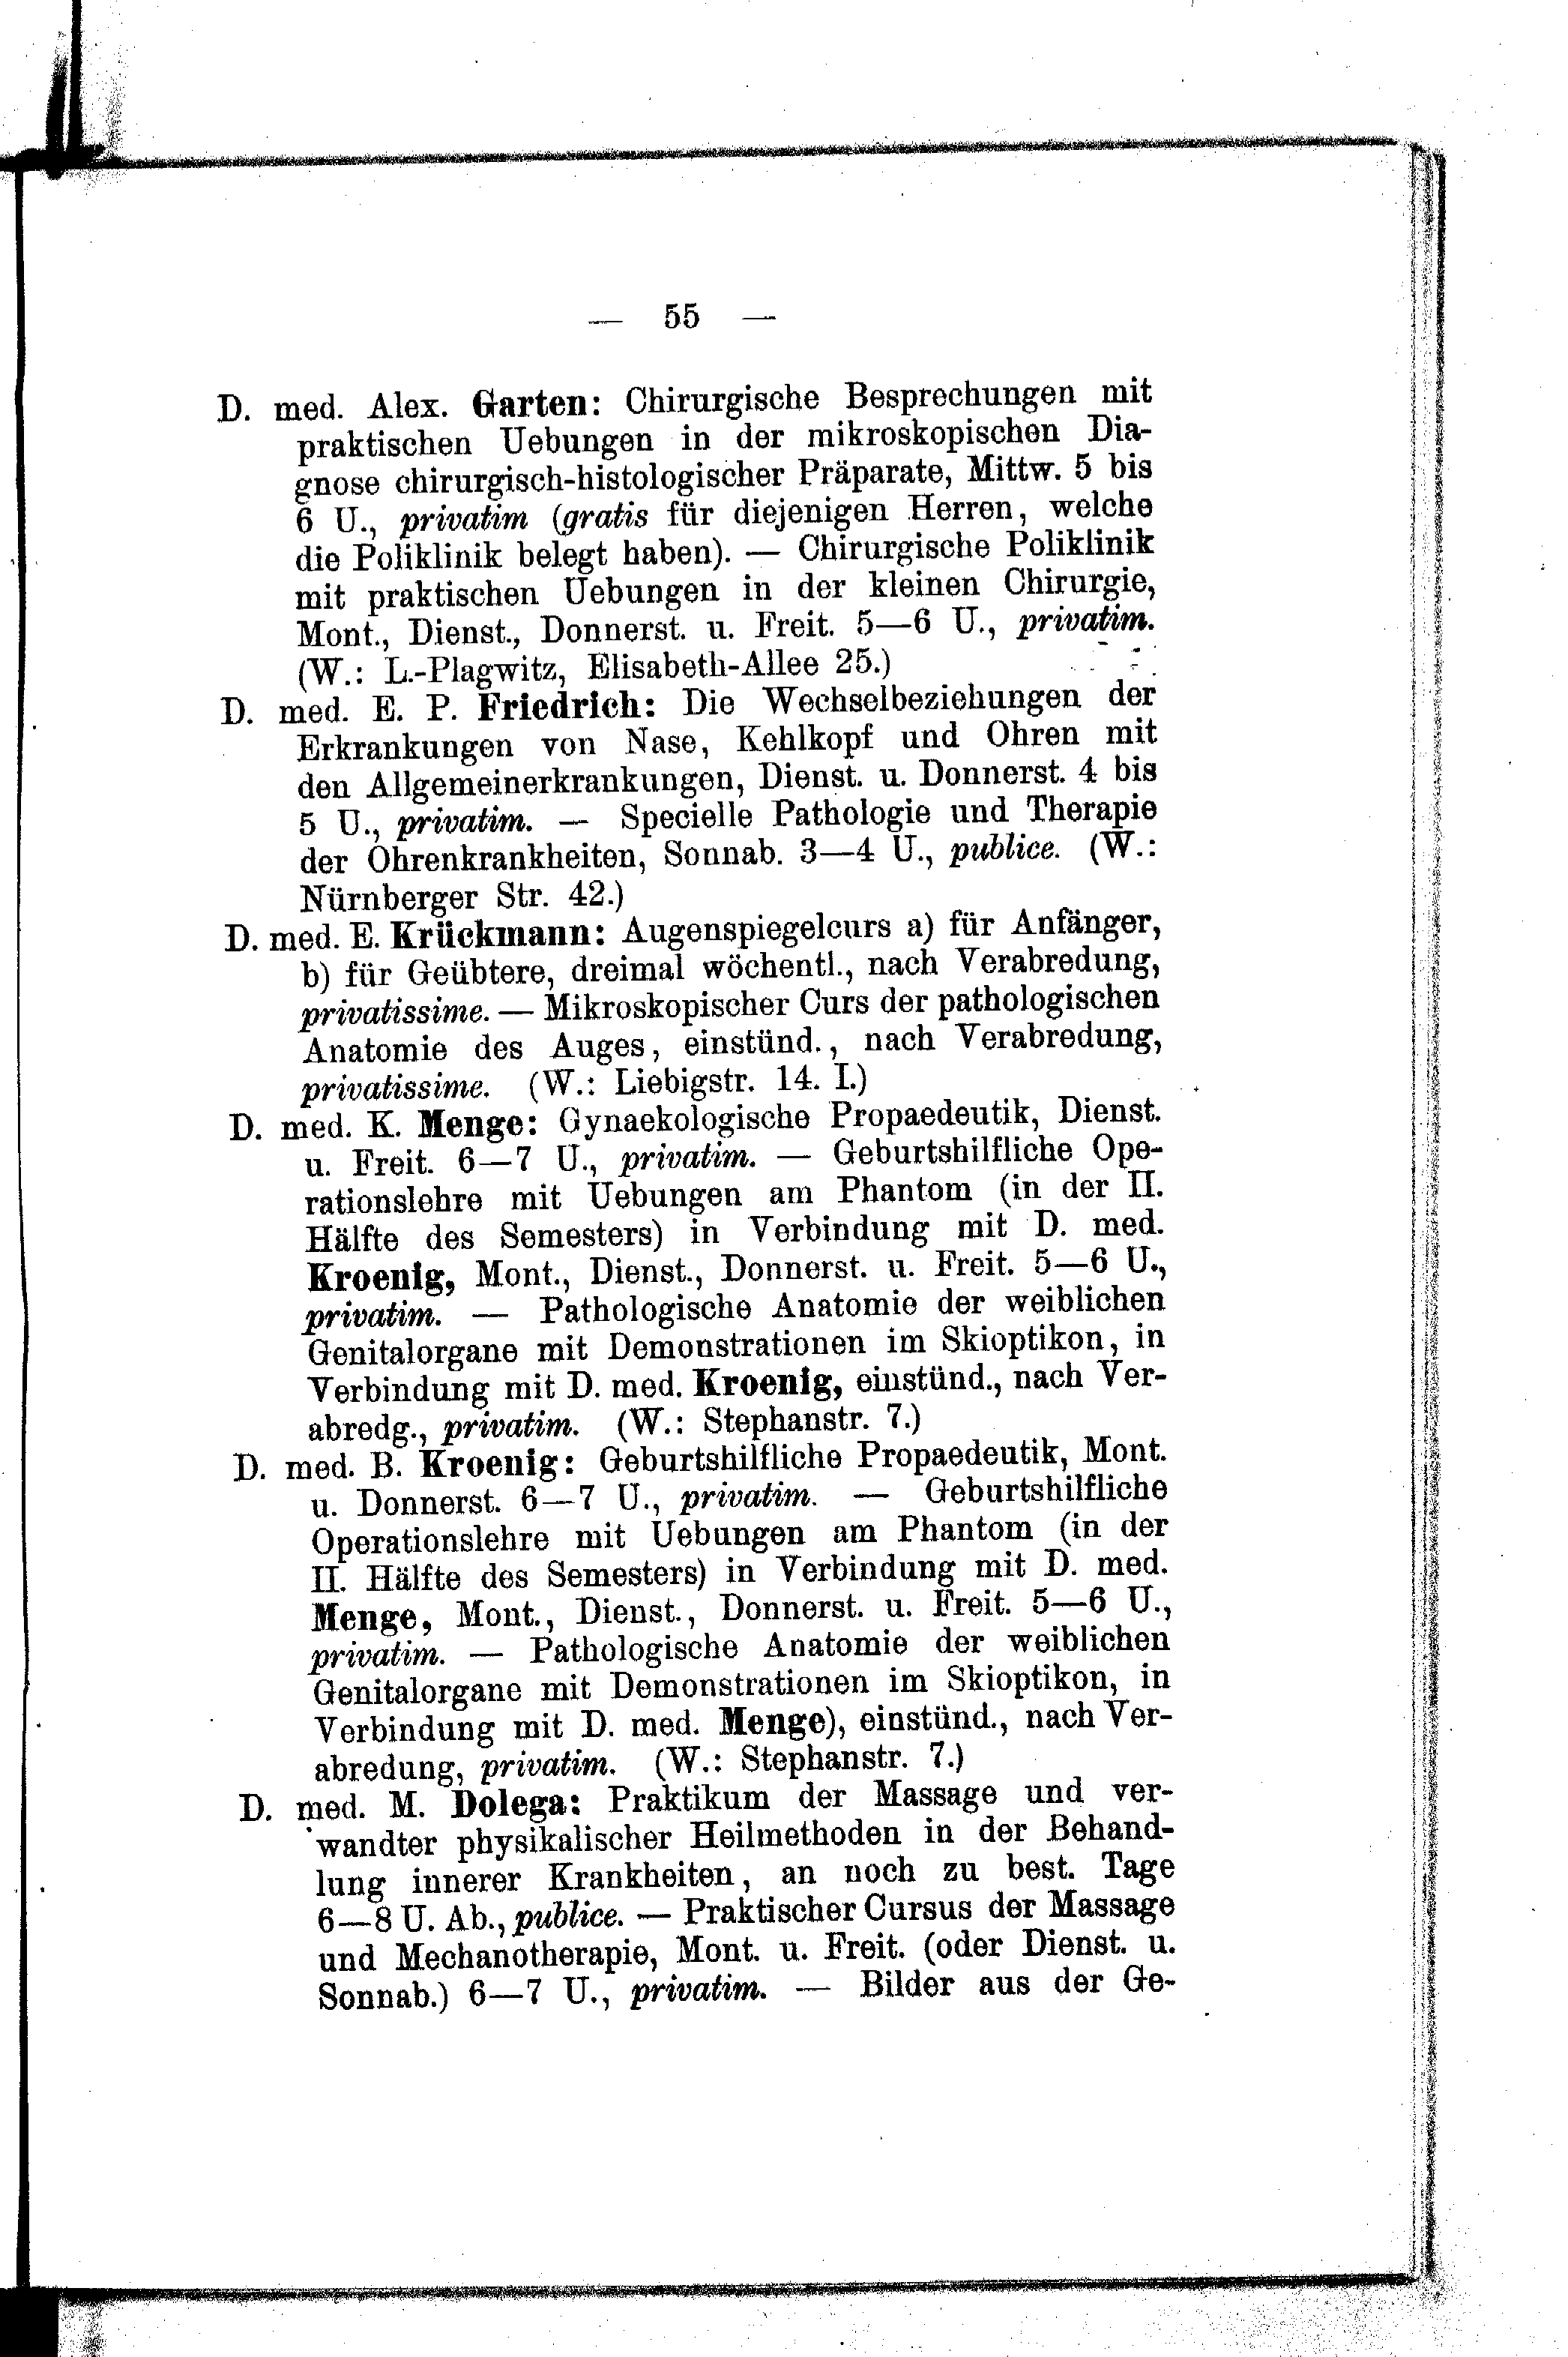 — 55 —
D. med. Alex. Garten: Chirurgische Besprechungen mit
praktischen Uebungen in der mikroskopischen Dia-
gnose chirurgisch-histologischer Präparate, Mittw. 5 bis
6 U., privatim (gratis für diejenigen Herren, welche
die Poliklinik belegt haben). — Chirurgische Poliklinik
mit praktischen Uebungen in der kleinen Chirurgie,
Mont., Dienst., Donnerst. u. Freit. 5—6 U., privatim.
(W.: L.-Plagwitz, Elisabeth-Allee 25.)
D. med. E. P. Friedrich: Die Wechselbeziehungen der
Erkrankungen von Nase, Kehlkopf und Ohren mit
den Allgemeinerkrankungen, Dienst. u. Donnerst. 4 bis
5 U., privatim. — Specielle Pathologie und Therapie
der Ohrenkrankheiten, Sonnab. 3—4 U., publice. (W.:
Nürnberger Str. 42.)
D. med. E. Krückmann: Augenspiegelcurs a) für Anfänger,
b) für Geübtere, dreimal wöchentl., nach Verabredung,
privatissime. — Mikroskopischer Curs der pathologischen
Anatomie des Auges, einstünd., nach Verabredung,
privatissime. (W.: Liebigstr. 14. I.)
D. med. K. Menge: Gynaekologische Propaedeutik, Dienst.
u. Freit. 6—7 U., privatim. — Geburtshilfliche Ope-
rationslehre mit Uebungen am Phantom (in der II.
Hälfte des Semesters) in Verbindung mit D. med.
Kroenig, Mont., Dienst., Donnerst. u. Freit. 5—6 U.,
privatim. — Pathologische Anatomie der weiblichen
Genitalorgane mit Demonstrationen im Skioptikon, in
Verbindung mit D. med. Kroenig, einstünd., nach Ver-
abredg., privatim. (W.: Stephanstr. 7.)
D. med. B. Kroenig: Geburtshilfliche Propaedeutik, Mont.
u. Donnerst. 6—7 U., privatim. — Geburtshilfliche
Operationslehre mit Uebungen am Phantom (in der
II. Hälfte des Semesters) in Verbindung mit D. med.
Menge, Mont., Dienst., Donnerst. u. Freit. 5—6 U.,
privatim. — Pathologische Anatomie der weiblichen
Genitalorgane mit Demonstrationen im Skioptikon, in
Verbindung mit D. med. Menge), einstünd., nach Ver-
abredung, privatim. (W.: Stephanstr. 7.)
D. med. M. Dolega: Praktikum der Massage und ver-
wandter physikalischer Heilmethoden in der Behand-
lung innerer Krankheiten, an noch zu best. Tage
6—8 U. Ab., publice. — Praktischer Cursus der Massage
und Mechanotherapie, Mont. u. Freit. (oder Dienst. u.
Sonnab.) 6—7 U., privatim. — Bilder aus der Ge-